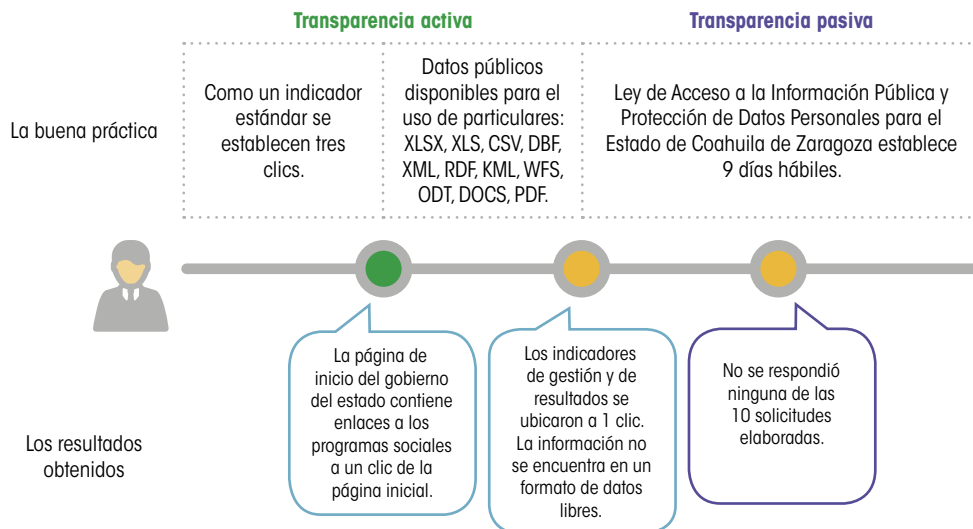 Transparencia activa
Transparencia pasiva
La buena práctica
Como un indicador
estándar se
establecen tres
clics.
Datos públicos
disponibles para el
uso de particulares:
XLSX, XLS, CSV, DBF,
XML, RDF, KML, WFS,
ODT, DOCS, PDF.
Ley de Acceso a la Información Pública y
Protección de Datos Personales para el
Estado de Coahuila de Zaragoza establece
9 días hábiles.
Los resultados
obtenidos
La página de
inicio del gobierno
del estado contiene
enlaces a los
programas sociales
a un clic de la
página inicial.
Los indicadores
de gestión y de
resultados se
ubicaron a 1 clic.
La información no
se encuentra en un
formato de datos
libres.
No se respondió
ninguna de las
10 solicitudes
elaboradas.